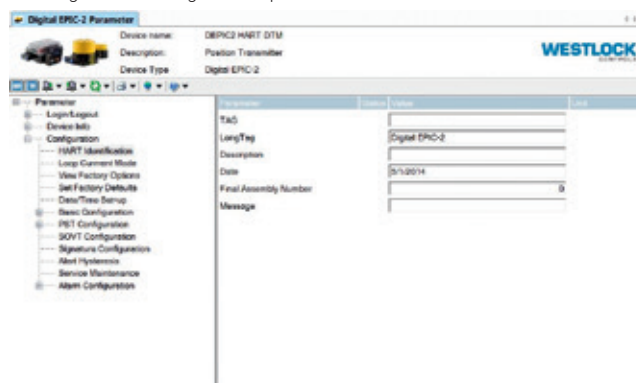 Digital EPIC-2 Parameter
Device name: DEPIC2 HART DTM
Description: Position Transmitter
Device Type Digital EPIC-2
WESTLOCK
CONTROLS
Parameter
Login/Logout
Device Info
Configuration
HART Identification
Loop Current Mode
View Factory Options
Set Factory Defaults
Date/Time Set-up
Basic Configuration
PST Configuration
SOVT Configuration
Signature Configuration
Alert Hysteresis
Service Maintenance
Alarm Configuration
Parameter Status Value Unit
TAG
LongTag Digital EPIC-2
Description
Date 5/1/2014
Final Assembly Number 0
Message